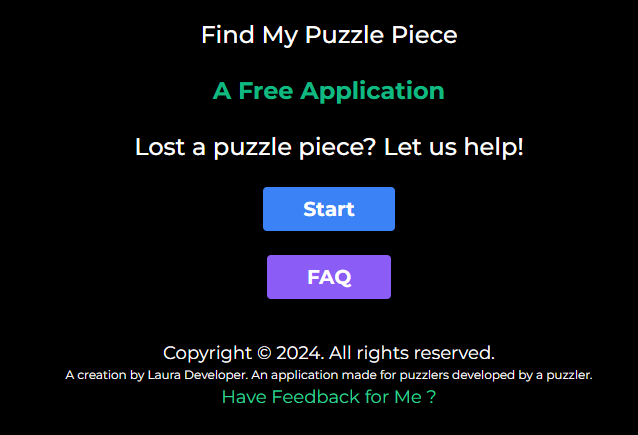 Find My Puzzle Piece
A Free Application
Lost a puzzle piece? Let us help!
Start
FAQ
Copyright © 2024. All rights reserved.
A creation by Laura Developer. An application made for puzzlers developed by a puzzler.
Have Feedback for Me ?